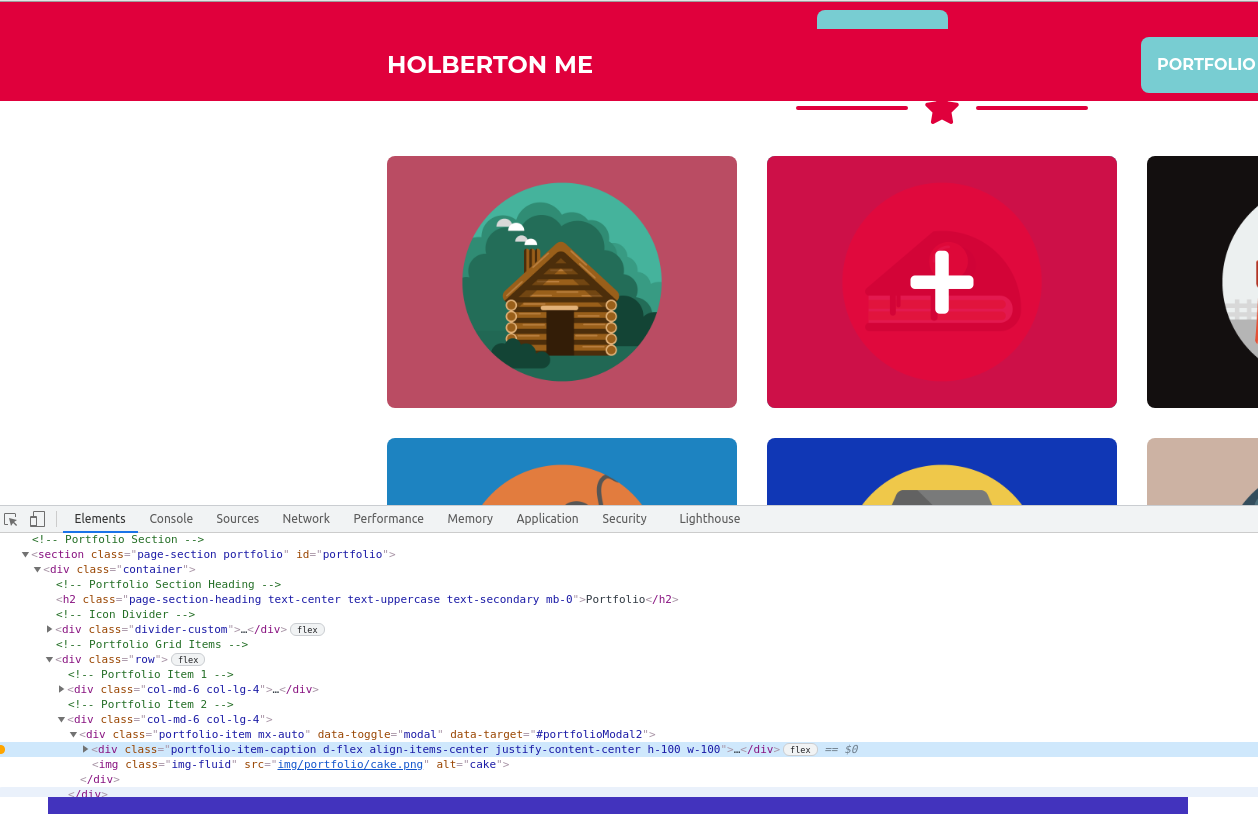 HOLBERTON ME
PORTFOLIO
Elements Console Sources Network Performance Memory Application Security Lighthouse
<!-- Portfolio Section -->
<section class="page-section portfolio" id="portfolio">
<div class="container">
<!-- Portfolio Section Heading -->
<h2 class="page-section-heading text-center text-uppercase text-secondary mb-0">Portfolio</h2>
<!-- Icon Divider -->
<div class="divider-custom">…</div> flex
<!-- Portfolio Grid Items -->
<div class="row"> flex
<!-- Portfolio Item 1 -->
<div class="col-md-6 col-lg-4">…</div>
<!-- Portfolio Item 2 -->
<div class="col-md-6 col-lg-4">
<div class="portfolio-item mx-auto" data-toggle="modal" data-target="#portfolioModal2">
<div class="portfolio-item-caption d-flex align-items-center justify-content-center h-100 w-100">…</div> flex == $0
<img class="img-fluid" src="img/portfolio/cake.png" alt="cake">
</div>
</div>